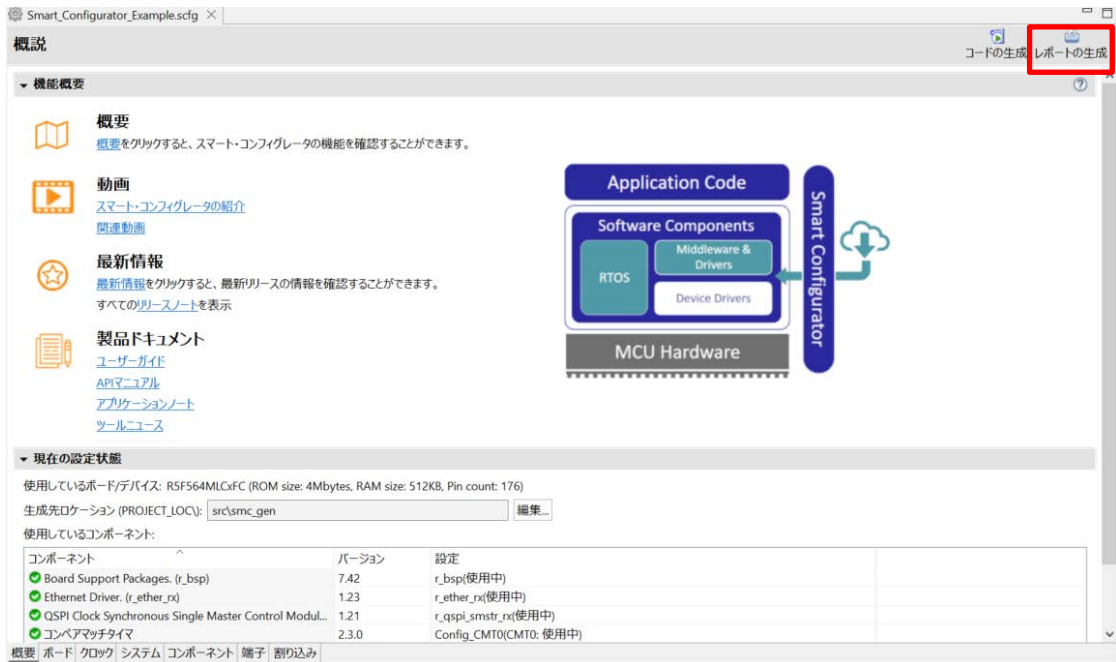 Smart_Configurator_Example.scfg
概説
コードの生成 レポートの生成
機能概要
概要
概要をクリックすると、スマート・コンフィグレータの機能を確認することができます。
動画
スマート・コンフィグレータの紹介
関連動画
最新情報
最新情報をクリックすると、最新リリースの情報を確認することができます。
すべてのリリースノートを表示
製品ドキュメント
ユーザーガイド
APIマニュアル
アプリケーションノート
ツールニュース
Application Code
Software Components
RTOS
Middleware &
Drivers
Device Drivers
MCU Hardware
Smart Configurator
現在の設定状態
使用しているボード/デバイス: R5F564MLCxFC (ROM size: 4Mbytes, RAM size: 512KB, Pin count: 176)
生成先ロケーション (PROJECT_LOC\): src\smc_gen 編集...
使用しているコンポーネント:
コンポーネント バージョン 設定
Board Support Packages. (r_bsp) 7.42 r_bsp(使用中)
Ethernet Driver. (r_ether_rx) 1.23 r_ether_rx(使用中)
QSPI Clock Synchronous Single Master Control Modul... 1.21 r_qspi_smstr_rx(使用中)
コンペアマッチタイマ 2.3.0 Config_CMT0(CMT0: 使用中)
概要 ボード クロック システム コンポーネント 端子 割り込み